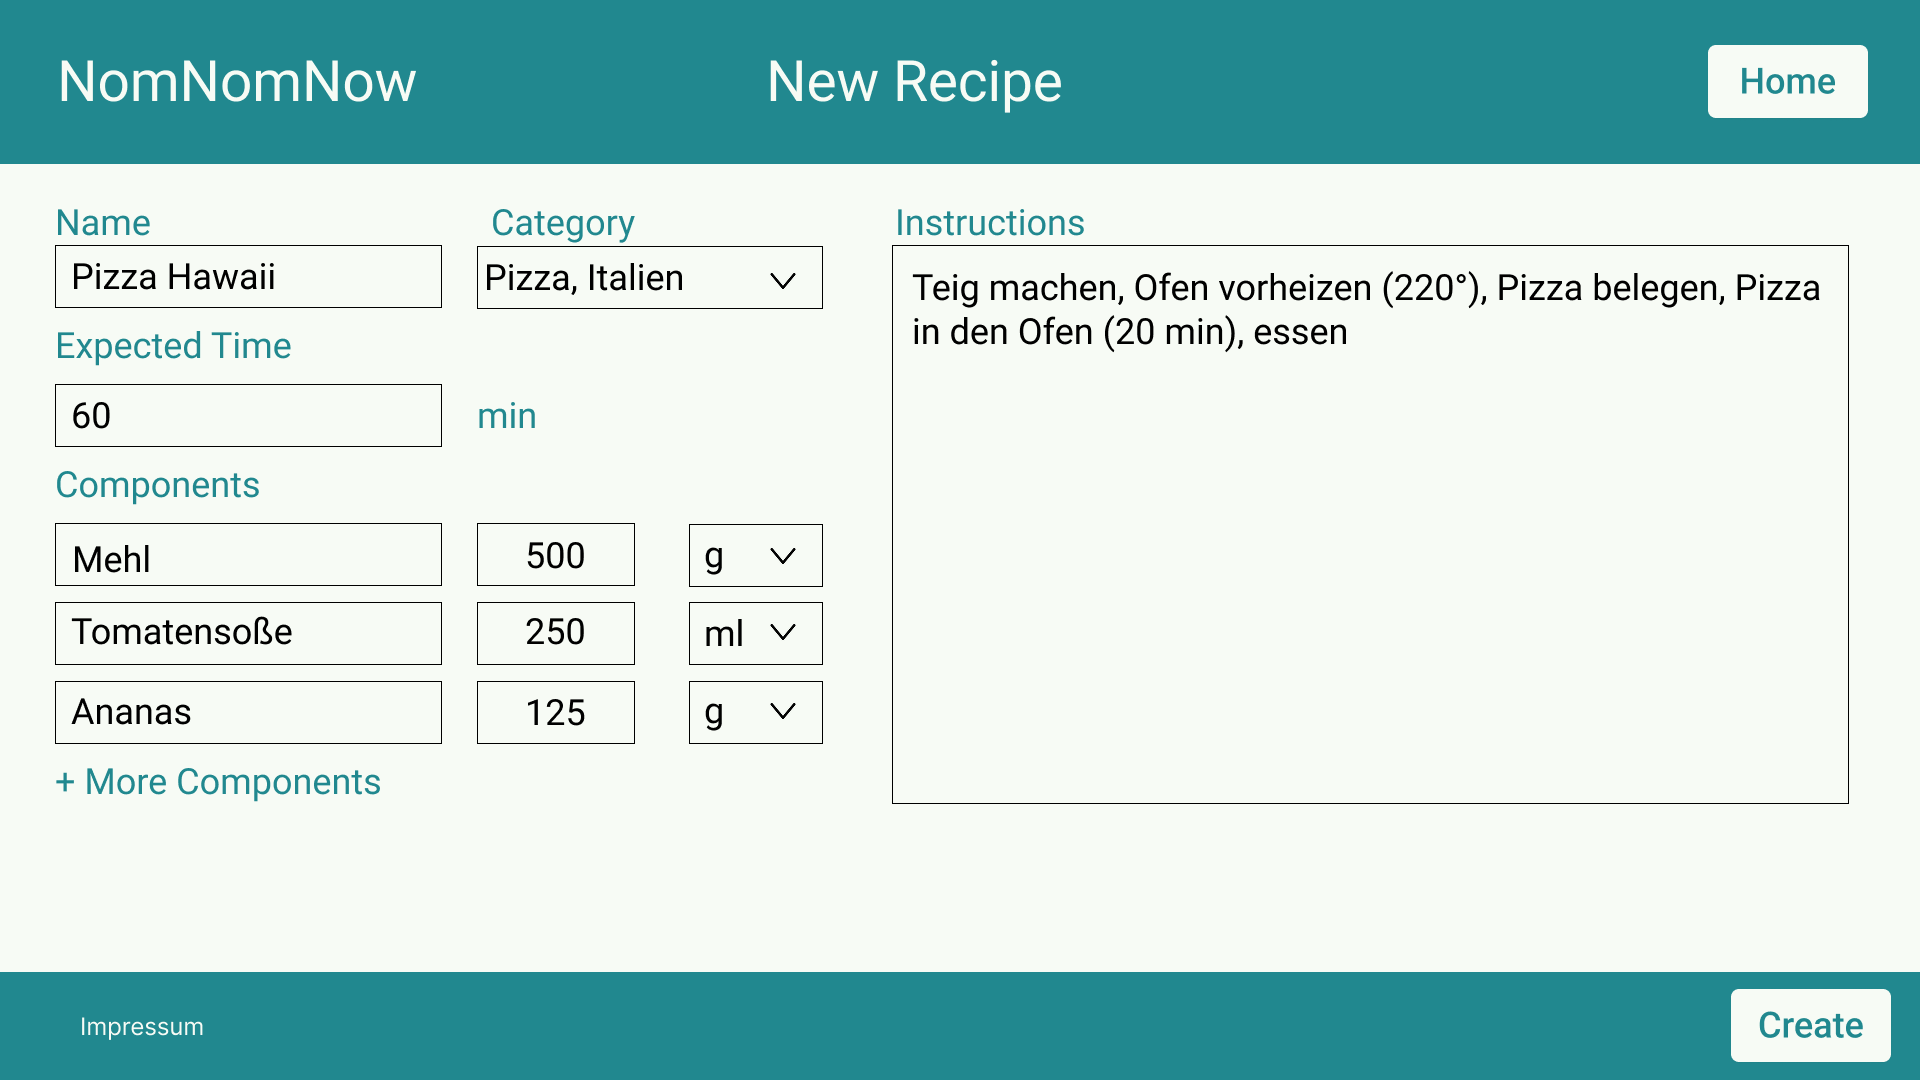 NomNomNow
New Recipe
Home
Name
Category
Pizza Hawaii
Pizza, Italien
Expected Time
60
min
Components
Mehl
500
g
Tomatensoße
250
ml
Ananas
125
g
+ More Components
Instructions
Teig machen, Ofen vorheizen (220°), Pizza belegen, Pizza
in den Ofen (20 min), essen
Impressum
Create